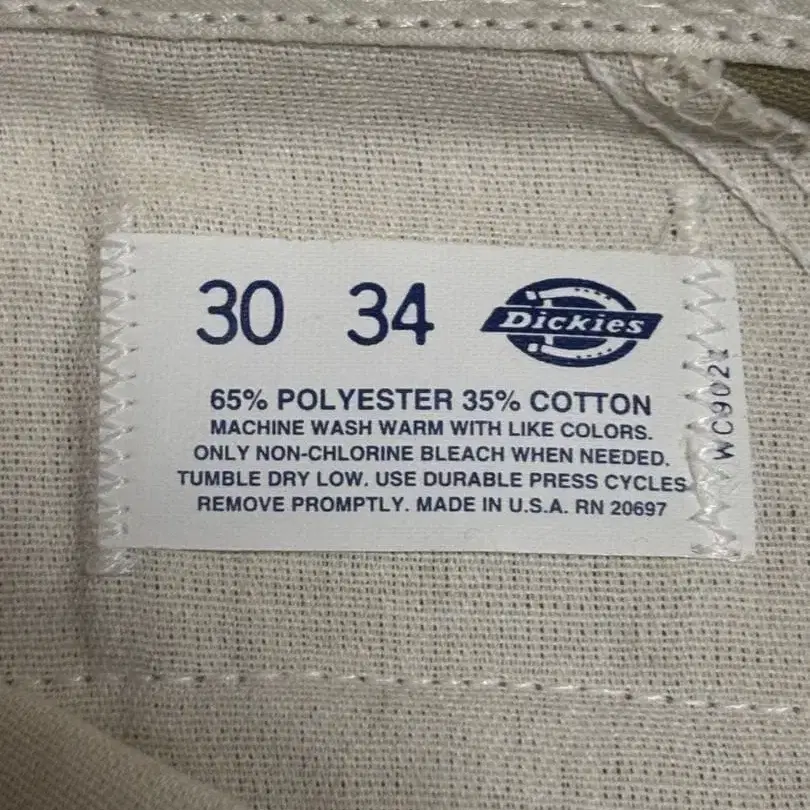 30 34 Dickies
65% POLYESTER 35% COTTON
MACHINE WASH WARM WITH LIKE COLORS.
ONLY NON-CHLORINE BLEACH WHEN NEEDED.
TUMBLE DRY LOW. USE DURABLE PRESS CYCLES
REMOVE PROMPTLY. MADE IN U.S.A. RN 20697